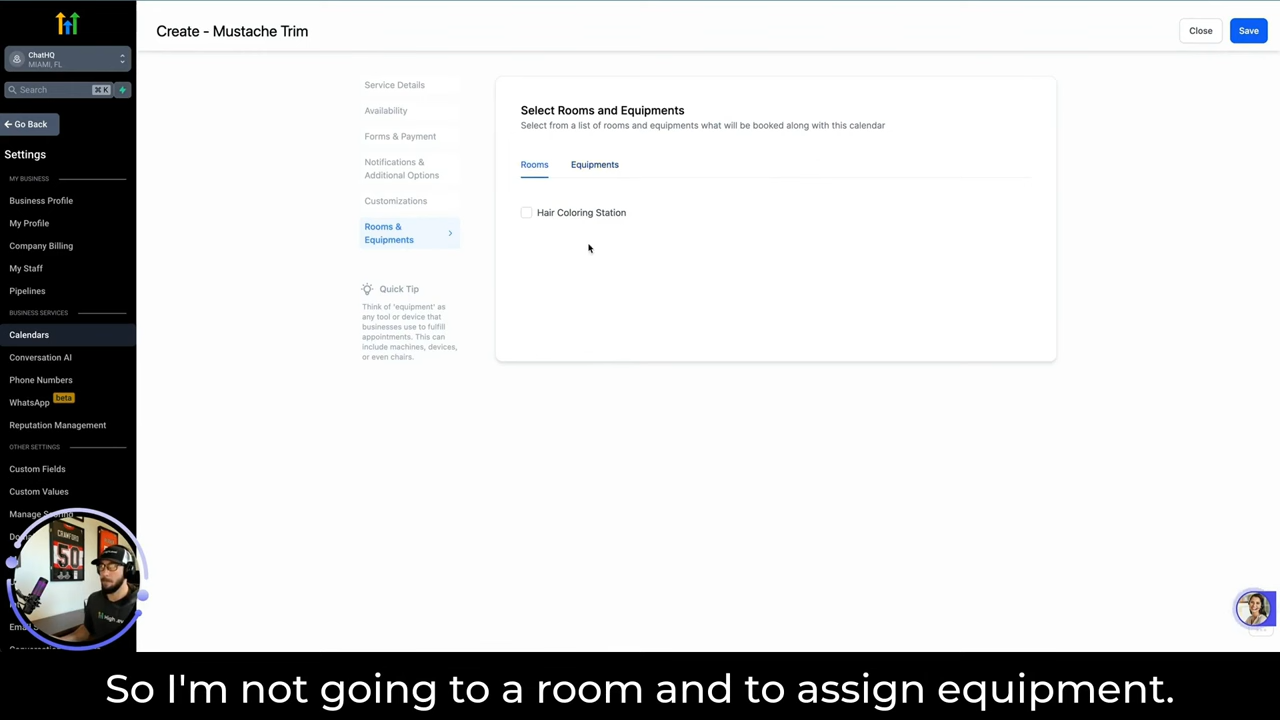 Create - Mustache Trim
Close
Save
ChatHQ
MIAMI, FL
Search
⌘K
Go Back
Settings
MY BUSINESS
Business Profile
My Profile
Company Billing
My Staff
Pipelines
BUSINESS SERVICES
Calendars
Conversation AI
Phone Numbers
WhatsApp
beta
Reputation Management
OTHER SETTINGS
Custom Fields
Custom Values
Manage Scoring
Service Details
Availability
Forms & Payment
Notifications &
Additional Options
Customizations
Rooms &
Equipments
Quick Tip
Think of 'equipment' as
any tool or device that
businesses use to fulfill
appointments. This can
include machines, devices,
or even chairs.
Select Rooms and Equipments
Select from a list of rooms and equipments what will be booked along with this calendar
Rooms
Equipments
Hair Coloring Station
CRAWFORD
50
So I'm not going to a room and to assign equipment.